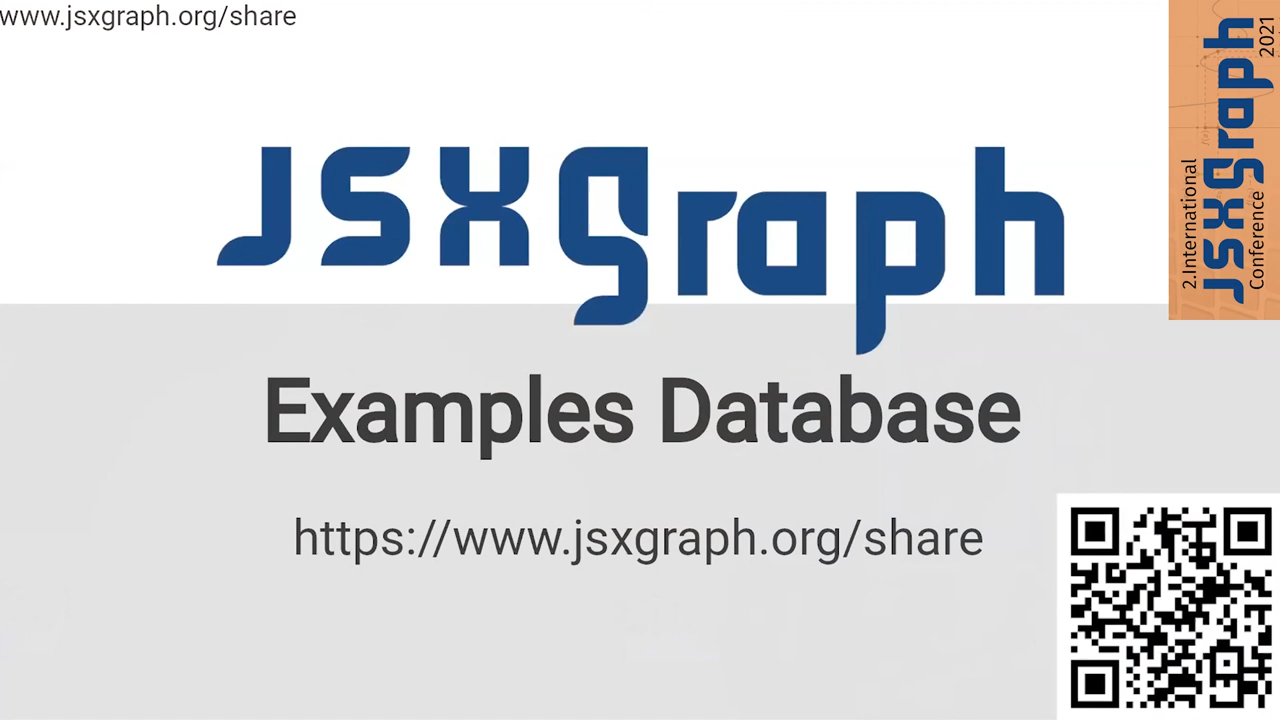 www.jsxgraph.org/share
JSXgraph
Examples Database
https://www.jsxgraph.org/share
2.International
JSXgraph
Conference
2021